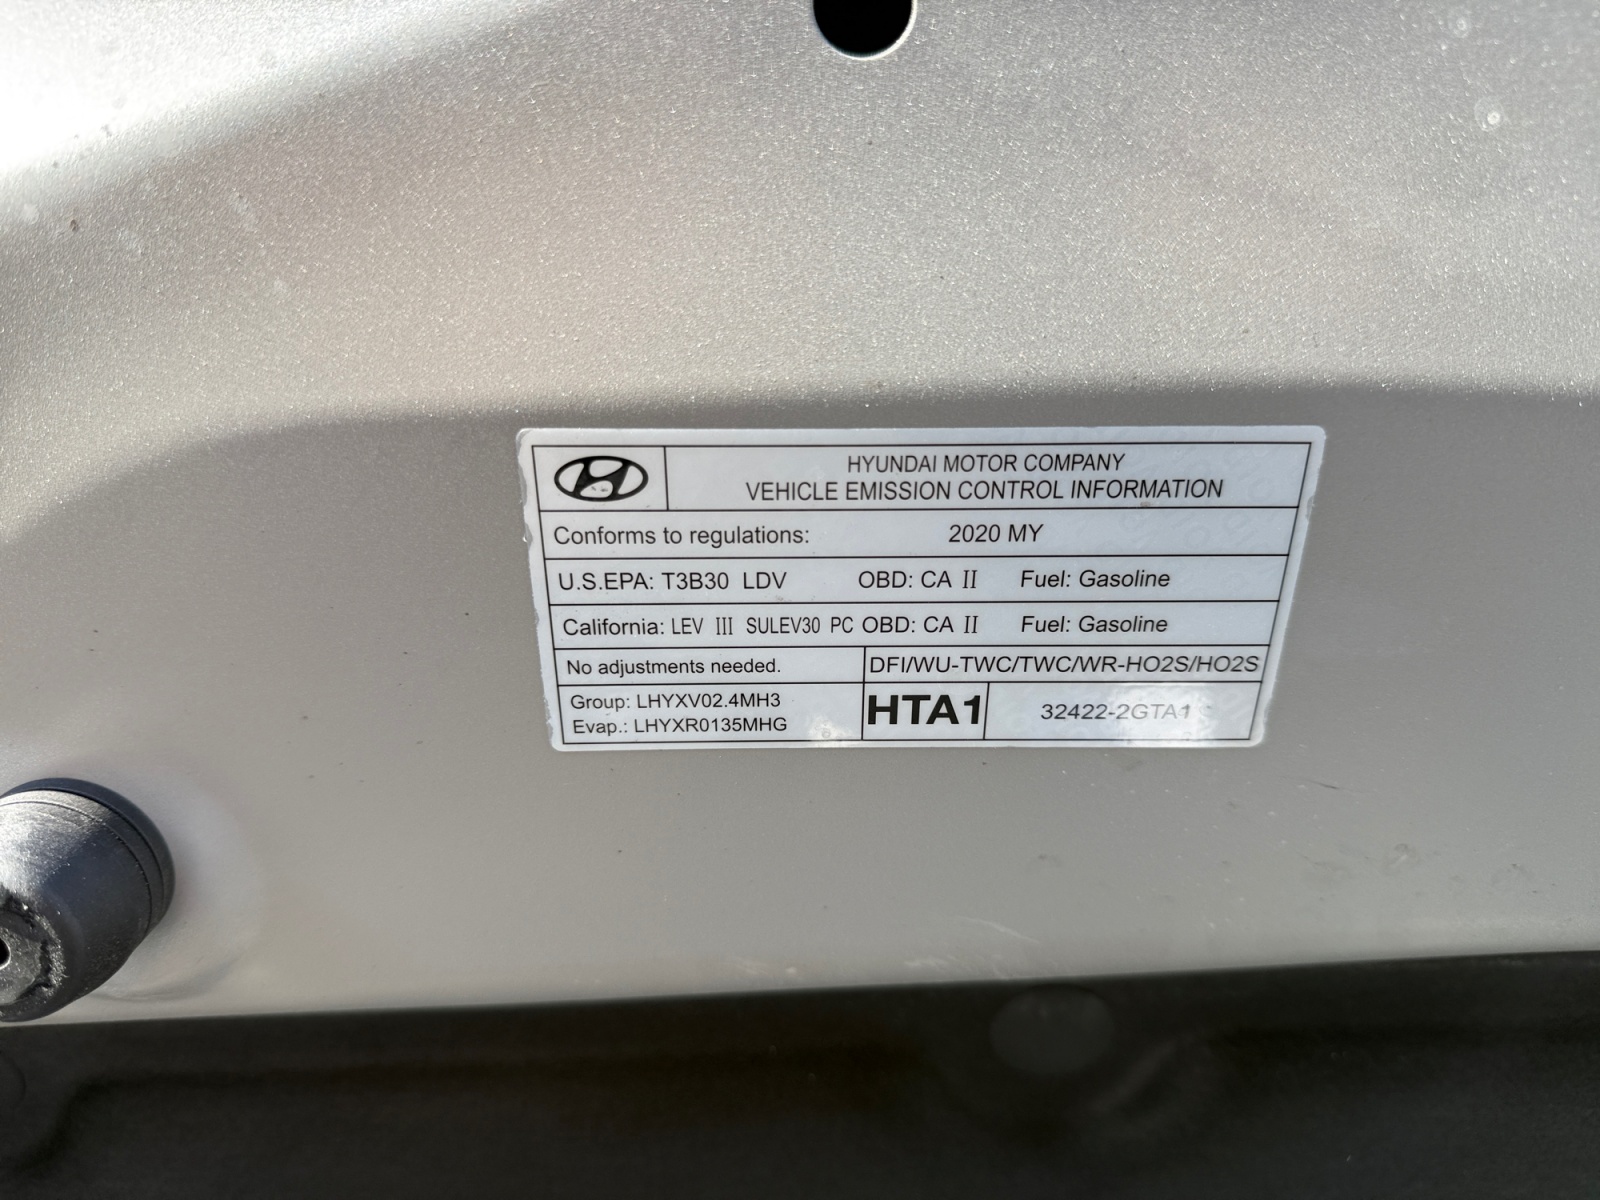 HYUNDAI MOTOR COMPANY
VEHICLE EMISSION CONTROL INFORMATION
Conforms to regulations: 2020 MY
U.S.EPA: T3B30 LDV OBD: CA II Fuel: Gasoline
California: LEV III SULEV30 PC OBD: CA II Fuel: Gasoline
No adjustments needed. DFI/WU-TWC/TWC/WR-HO2S/HO2S
Group: LHYXV02.4MH3
Evap.: LHYXR0135MHG
HTA1
32422-2GTA1 S